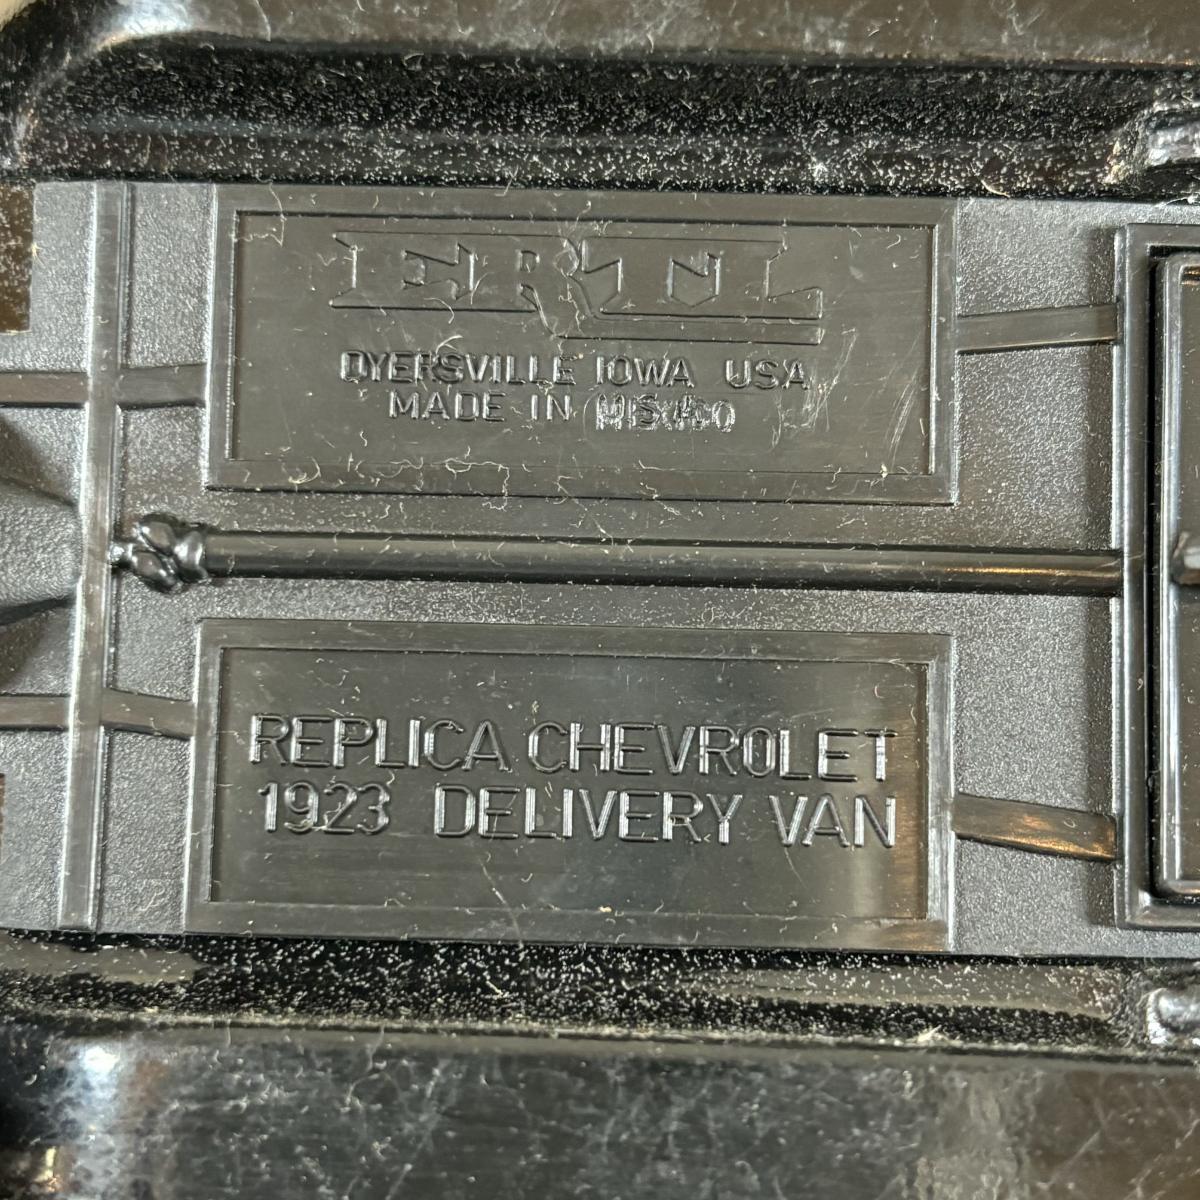 ERTL
DYERSVILLE IOWA USA
MADE IN MEXICO
REPLICA CHEVROLET
1923 DELIVERY VAN